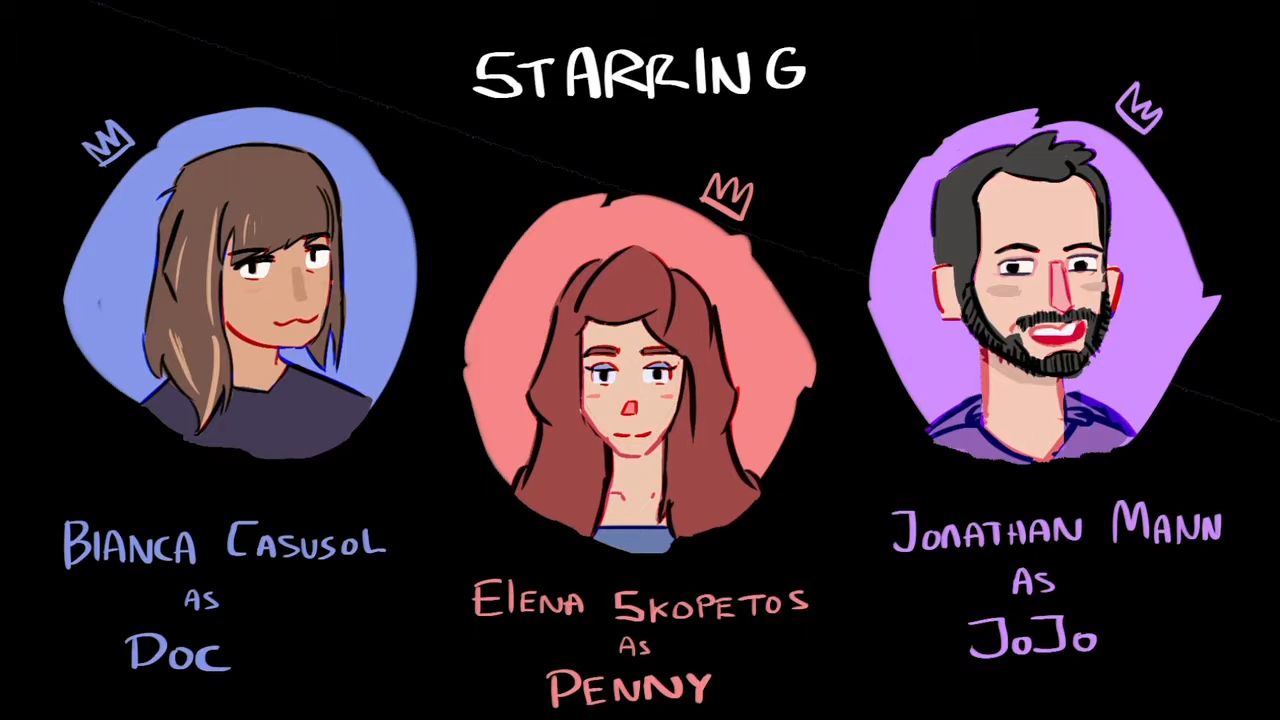 STARRING
BIANCA CASUSOL
AS
DOC
ELENA SKOPETOS
AS
PENNY
JONATHAN MANN
AS
JOJO